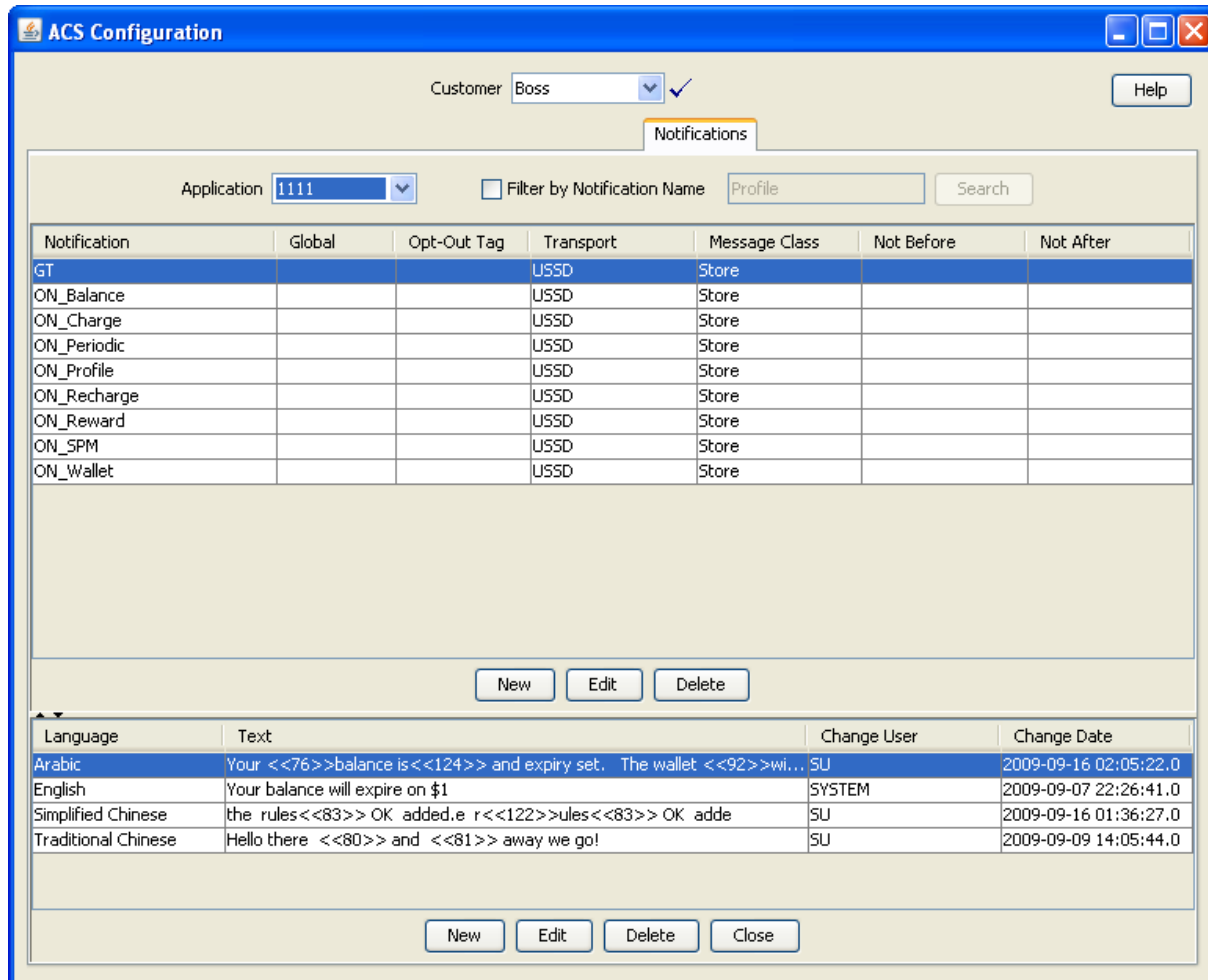 ACS Configuration
Customer Boss Help
Notifications
Application 1111 Filter by Notification Name Profile Search
Notification Global Opt-Out Tag Transport Message Class Not Before Not After
GT USSD Store
ON_Balance USSD Store
ON_Charge USSD Store
ON_Periodic USSD Store
ON_Profile USSD Store
ON_Recharge USSD Store
ON_Reward USSD Store
ON_SPM USSD Store
ON_Wallet USSD Store
New Edit Delete
Language Text Change User Change Date
Arabic Your <<76>>balance is<<124>> and expiry set. The wallet <<92>>wi... SU 2009-09-16 02:05:22.0
English Your balance will expire on $1 SYSTEM 2009-09-07 22:26:41.0
Simplified Chinese the rules<<83>> OK added.e r<<122>>ules<<83>> OK adde SU 2009-09-16 01:36:27.0
Traditional Chinese Hello there <<80>> and <<81>> away we go! SU 2009-09-09 14:05:44.0
New Edit Delete Close